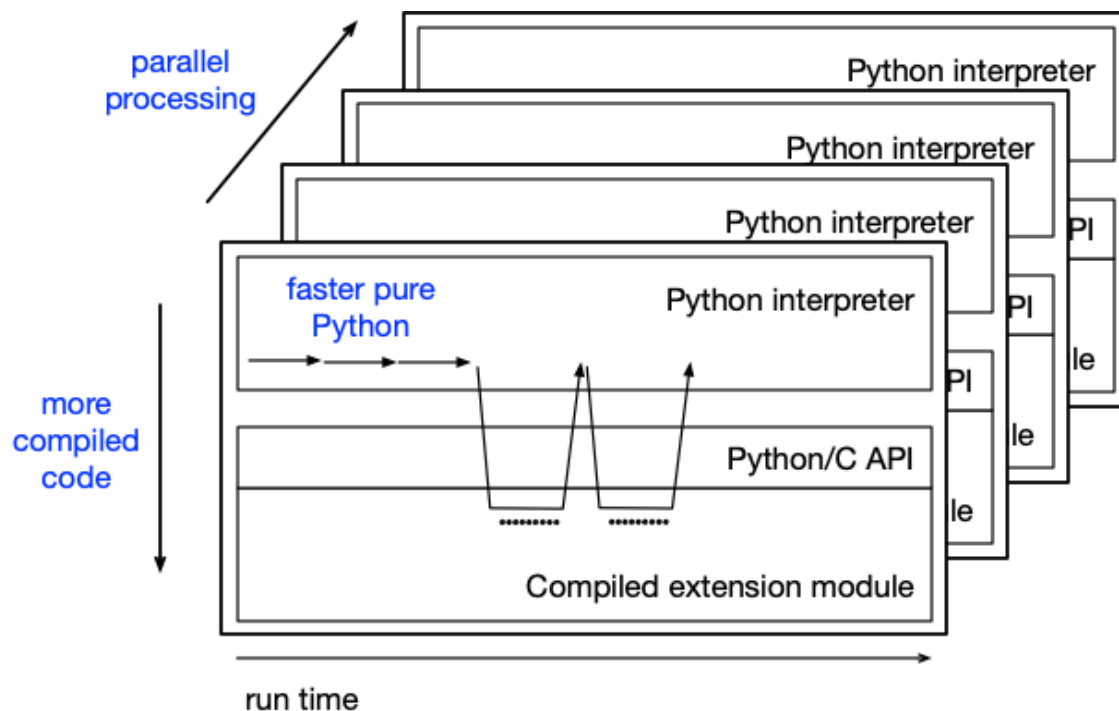 parallel
processing
Python interpreter
Python interpreter
Python interpreter
PI
faster pure
Python
Python interpreter
PI
le
PI
more
compiled
code
le
Python/C API
le
Compiled extension module
run time